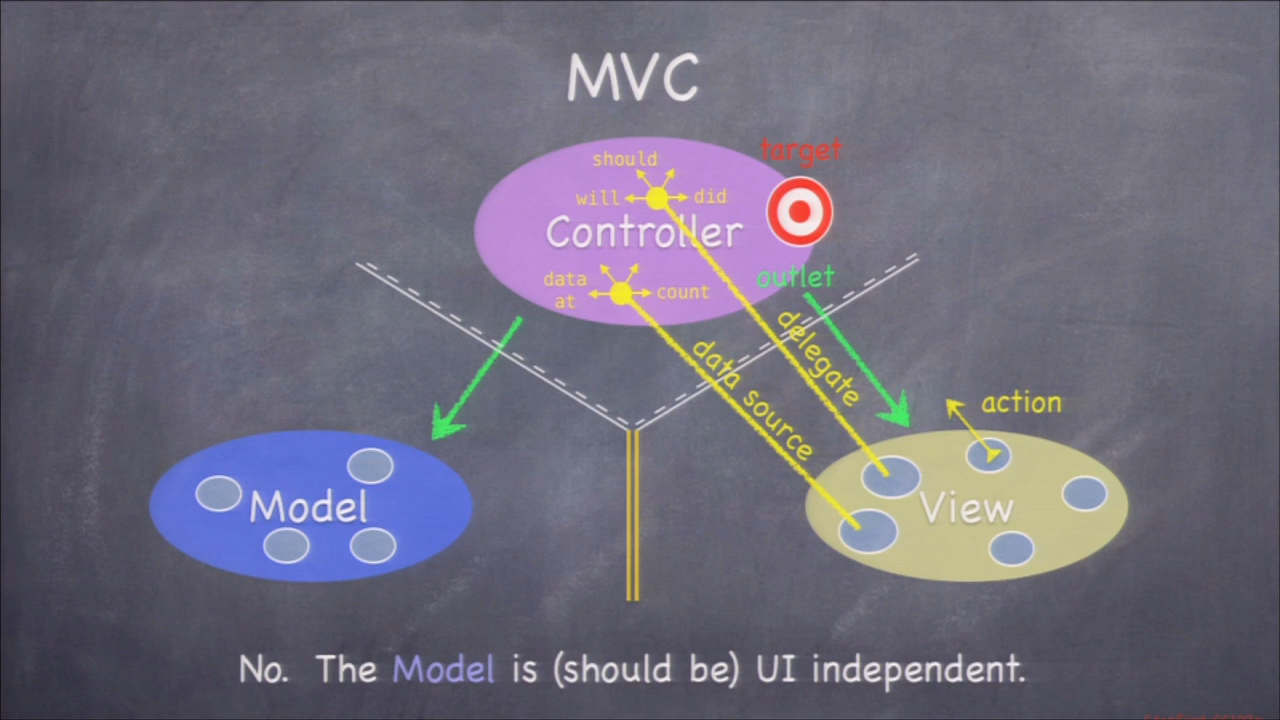 MVC
should
target
will
did
Controller
data
at
count
outlet
delegate
data source
action
Model
View
No. The Model is (should be) UI independent.